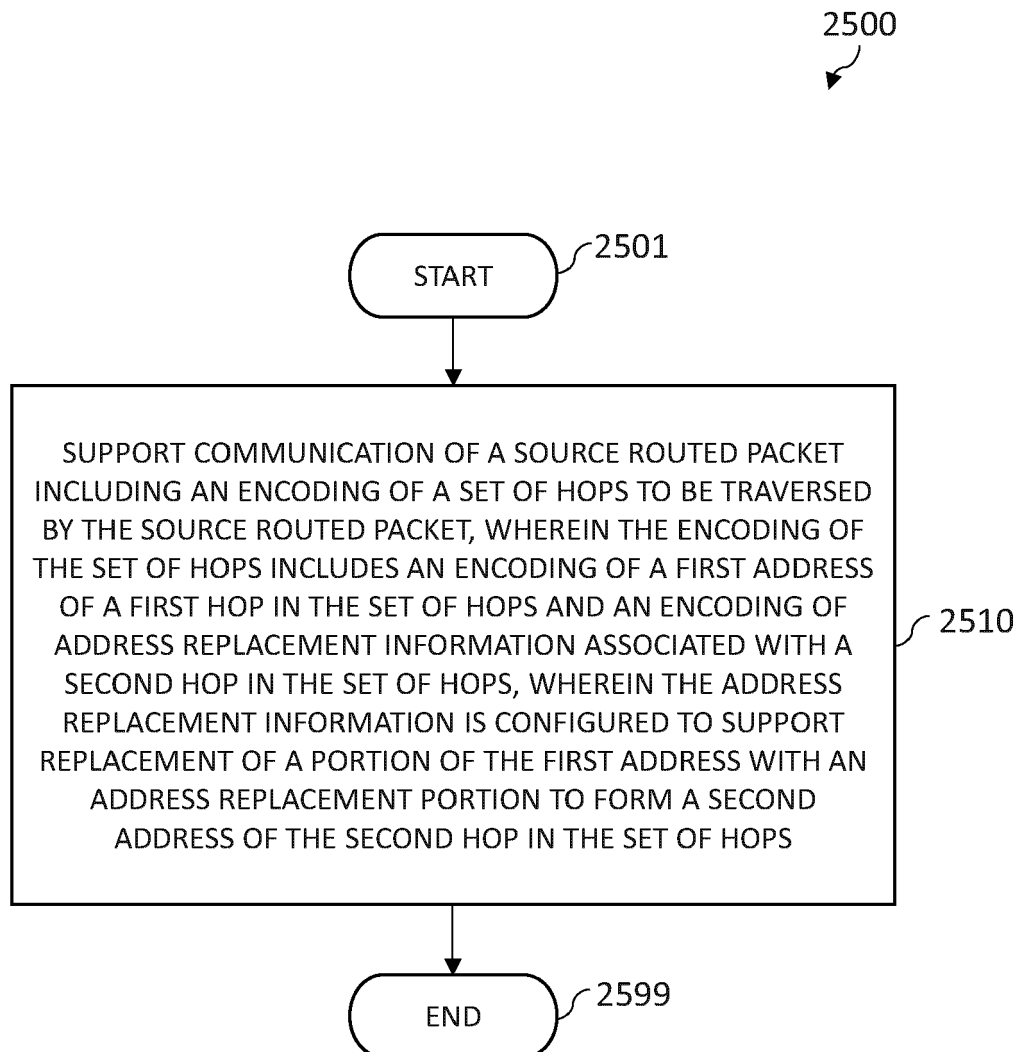 2500
START
2501
SUPPORT COMMUNICATION OF A SOURCE ROUTED PACKET
INCLUDING AN ENCODING OF A SET OF HOPS TO BE TRAVERSED
BY THE SOURCE ROUTED PACKET, WHEREIN THE ENCODING OF
THE SET OF HOPS INCLUDES AN ENCODING OF A FIRST ADDRESS
OF A FIRST HOP IN THE SET OF HOPS AND AN ENCODING OF
ADDRESS REPLACEMENT INFORMATION ASSOCIATED WITH A
SECOND HOP IN THE SET OF HOPS, WHEREIN THE ADDRESS
REPLACEMENT INFORMATION IS CONFIGURED TO SUPPORT
REPLACEMENT OF A PORTION OF THE FIRST ADDRESS WITH AN
ADDRESS REPLACEMENT PORTION TO FORM A SECOND
ADDRESS OF THE SECOND HOP IN THE SET OF HOPS
2510
END
2599